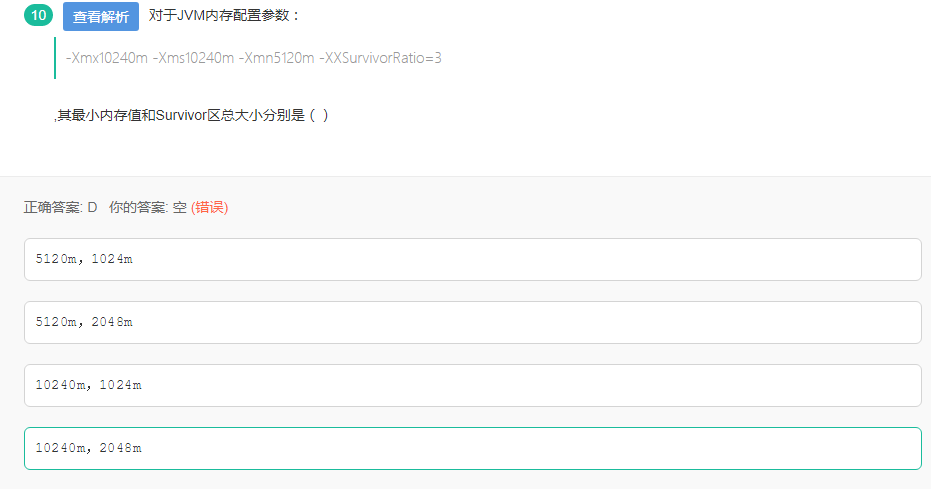 10 查看解析 对于JVM内存配置参数：
-Xmx10240m -Xms10240m -Xmn5120m -XXSurvivorRatio=3
,其最小内存值和Survivor区总大小分别是（ ）
正确答案: D 你的答案: 空 (错误)
5120m，1024m
5120m，2048m
10240m，1024m
10240m，2048m